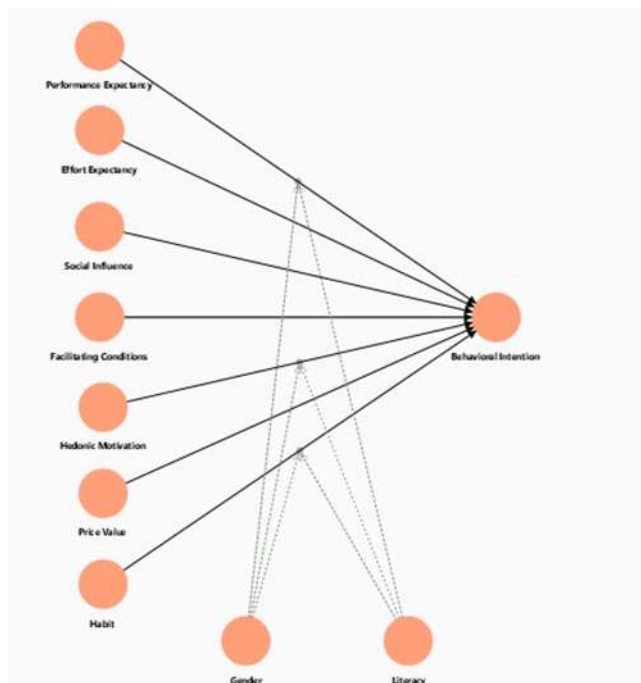 Performance Expectancy
Effort Expectancy
Social Influence
Facilitating Conditions
Behavioral Intention
Hedonic Motivation
Price Value
Habit
Gender
Literacy